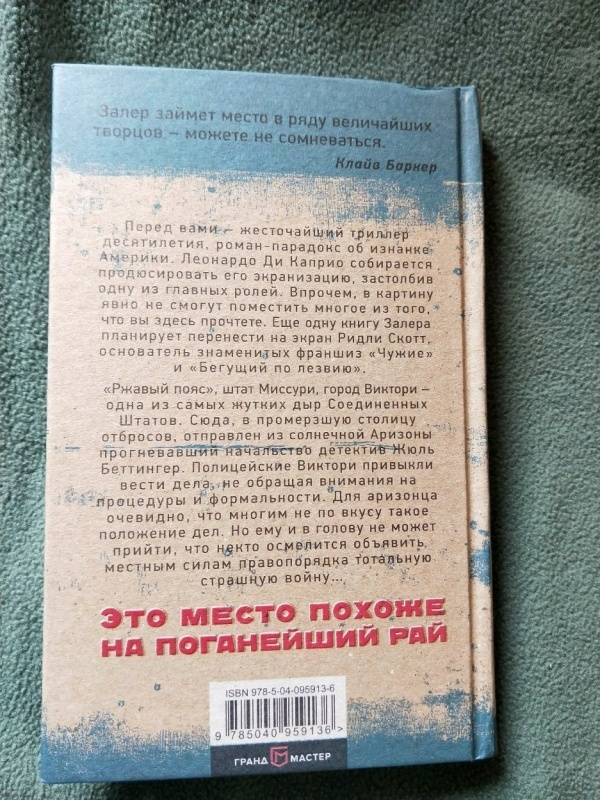 Залер займет место в ряду величайших
творцов – можете не сомневаться.
Клайв Баркер
Перед вами – жесточайший триллер
десятилетия, роман-парадокс об изнанке
Америки. Леонардо Ди Каприо собирается
продюсировать его экранизацию, застолбив
одну из главных ролей. Впрочем, в картину
явно не смогут поместить многое из того,
что вы здесь прочтете. Еще одну книгу Залера
планирует перенести на экран Ридли Скотт,
основатель знаменитых франшиз «Чужие»
и «Бегущий по лезвию».
«Ржавый пояс», штат Миссури, город Виктори –
одна из самых жутких дыр Соединенных
Штатов. Сюда, в промерзшую столицу
отбросов, отправлен из солнечной Аризоны
прогневавший начальство детектив Жюль
Беттингер. Полицейские Виктори привыкли
вести дела, не обращая внимания на
процедуры и формальности. Для аризонца
очевидно, что многим не по вкусу такое
положение дел. Но ему и в голову не может
прийти, что некто осмелится объявить
местным силам правопорядка тотальную
страшную войну...
ЭТО МЕСТО ПОХОЖЕ
НА ПОГАНЕЙШИЙ РАЙ
ISBN 978-5-04-095913-6
9 785040 959136 >
ГРАНД МАСТЕР